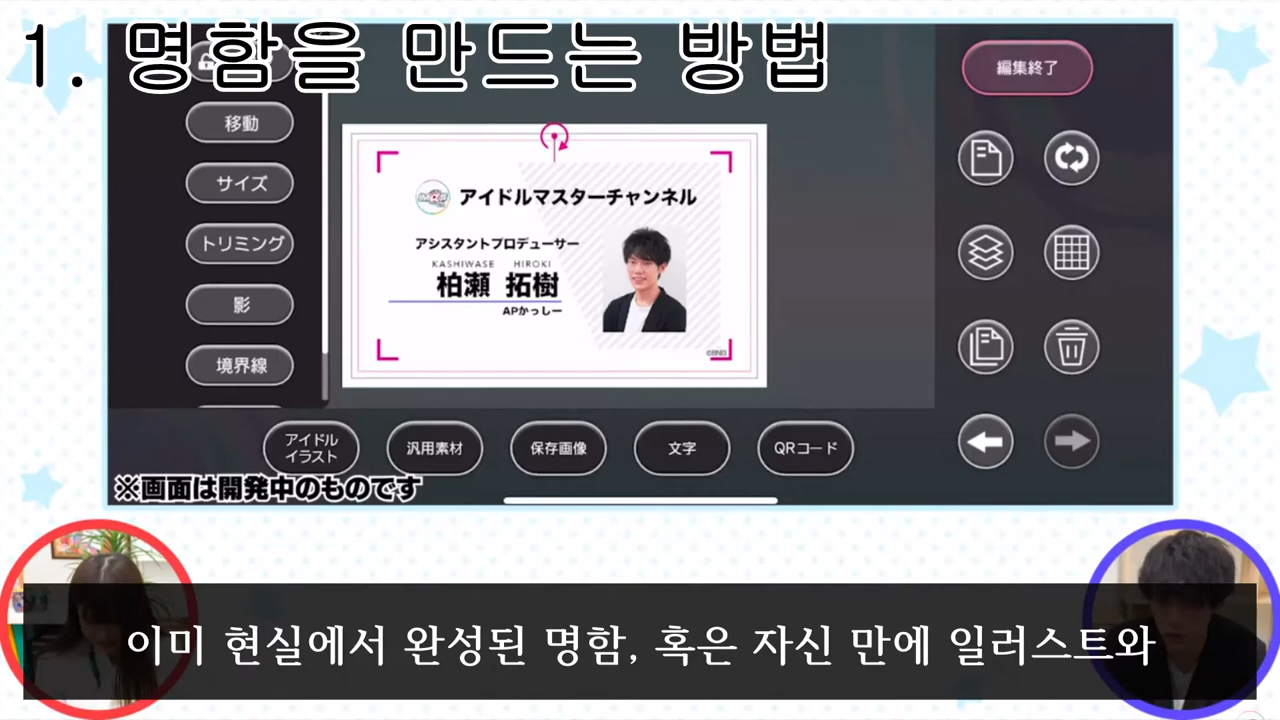 1. 명함을 만드는 방법
編集終了
移動
サイズ
トリミング
影
境界線
アイドルマスターチャンネル
アシスタントプロデューサー
KASHIWASE HIROKI
柏瀬 拓樹
APかっしー
©BNEI
アイドル
イラスト
汎用素材
保存画像
文字
QRコード
※画面は開発中のものです
이미 현실에서 완성된 명함, 혹은 자신 만에 일러스트와